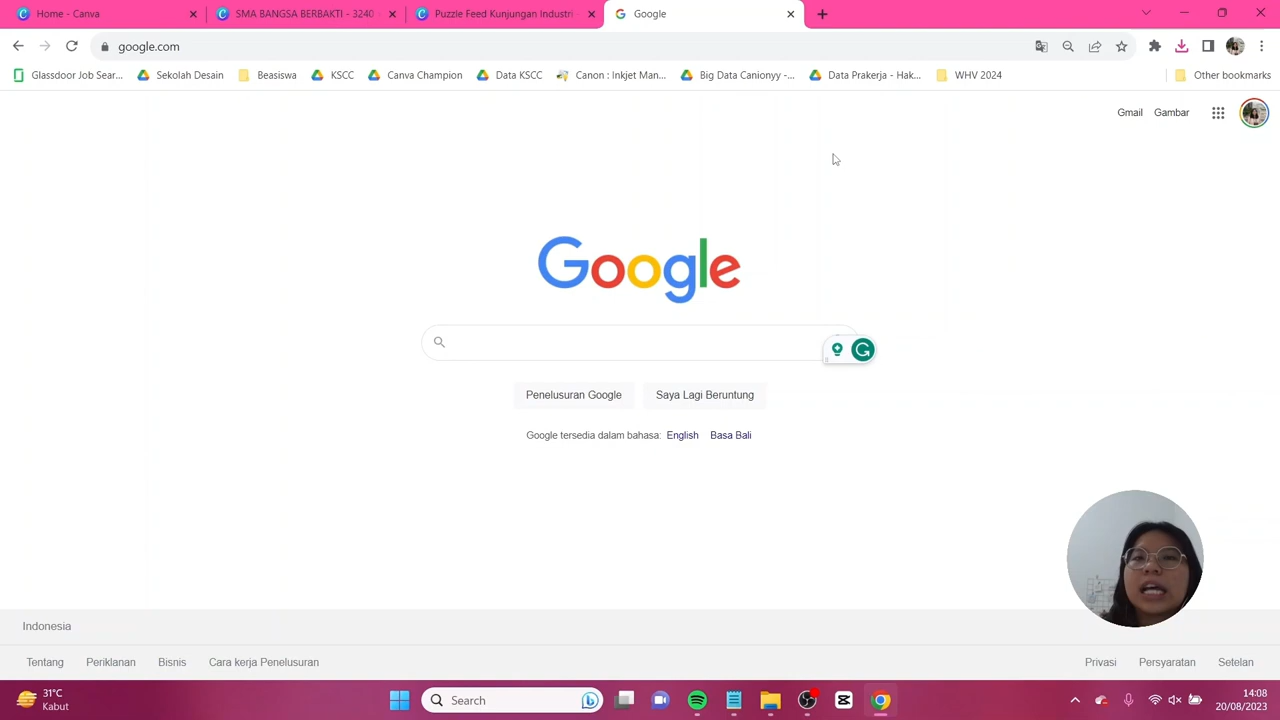 Home - Canva
SMA BANGSA BERBAKTI - 3240
Puzzle Feed Kunjungan Industri -
Google
google.com
Glassdoor Job Sear...
Sekolah Desain
Beasiswa
KSCC
Canva Champion
Data KSCC
Canon : Inkjet Man...
Big Data Canionyy -...
Data Prakerja - Hak...
WHV 2024
Other bookmarks
Gmail
Gambar
Google
Penelusuran Google
Saya Lagi Beruntung
Google tersedia dalam bahasa: English Basa Bali
Indonesia
Tentang
Periklanan
Bisnis
Cara kerja Penelusuran
Privasi
Persyaratan
Setelan
31°C
Kabut
Search
14:08
20/08/2023